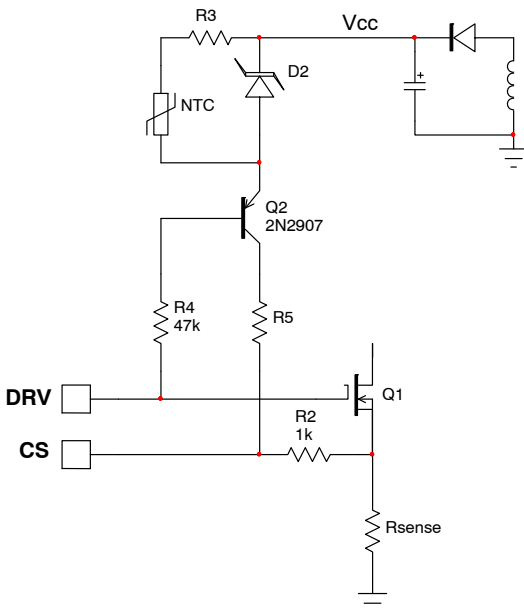 R3
Vcc
D2
NTC
+
Q2
2N2907
R4
47k
R5
DRV
Q1
R2
1k
CS
Rsense